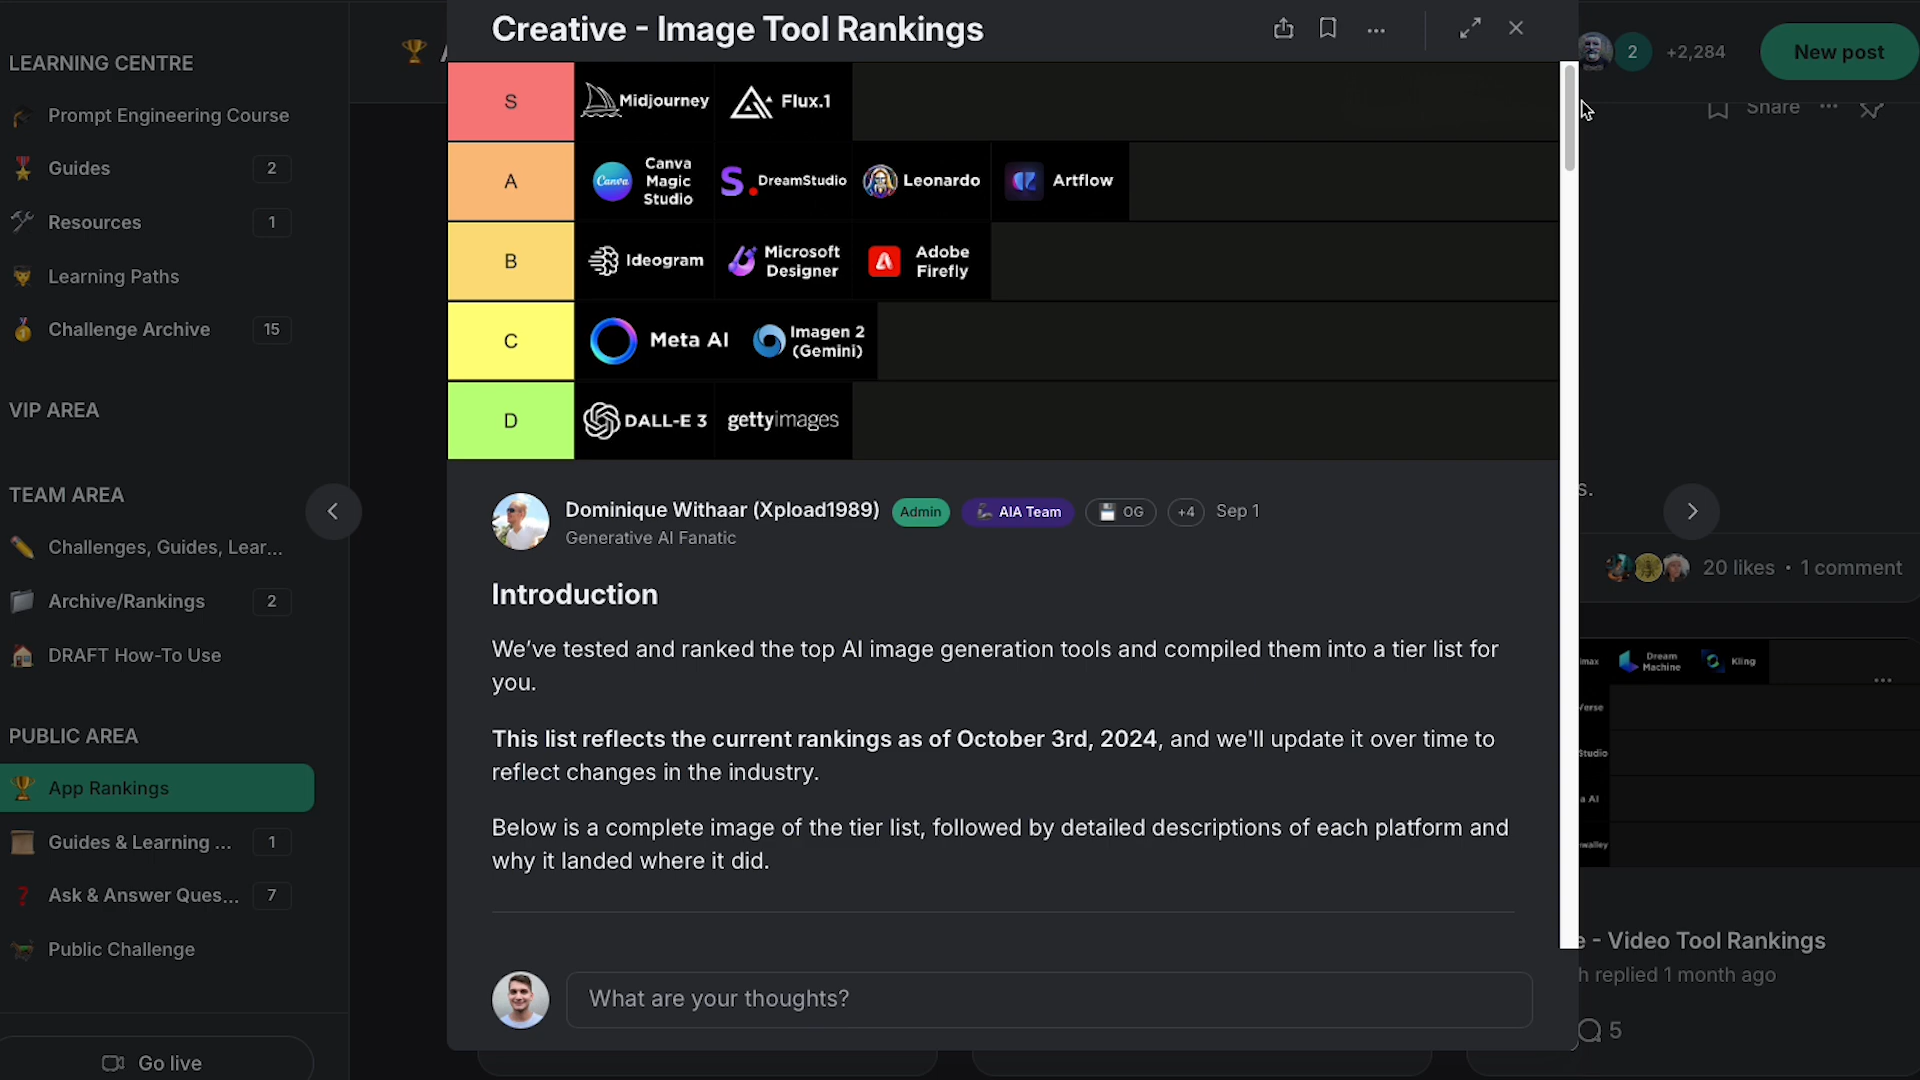 Creative - Image Tool Rankings
LEARNING CENTRE
Prompt Engineering Course
Guides
2
Resources
1
Learning Paths
Challenge Archive
15
VIP AREA
TEAM AREA
Challenges, Guides, Lear...
Archive/Rankings
2
DRAFT How-To Use
PUBLIC AREA
App Rankings
Guides & Learning ...
1
Ask & Answer Ques...
7
Public Challenge
Go live
S
Midjourney
Flux.1
A
Canva
Canva
Magic
Studio
S.
DreamStudio
Leonardo
Artflow
B
Ideogram
Microsoft
Designer
Adobe
Firefly
C
Meta AI
Imagen 2
(Gemini)
D
DALL-E 3
gettyimages
Dominique Withaar (Xpload1989)
Admin
AIA Team
OG
+4
Sep 1
Generative AI Fanatic
Introduction
We've tested and ranked the top AI image generation tools and compiled them into a tier list for
you.
This list reflects the current rankings as of October 3rd, 2024, and we'll update it over time to
reflect changes in the industry.
Below is a complete image of the tier list, followed by detailed descriptions of each platform and
why it landed where it did.
What are your thoughts?
2
+2,284
New post
Share
s.
20 likes • 1 comment
Dream
Machine
Kling
- Video Tool Rankings
replied 1 month ago
5